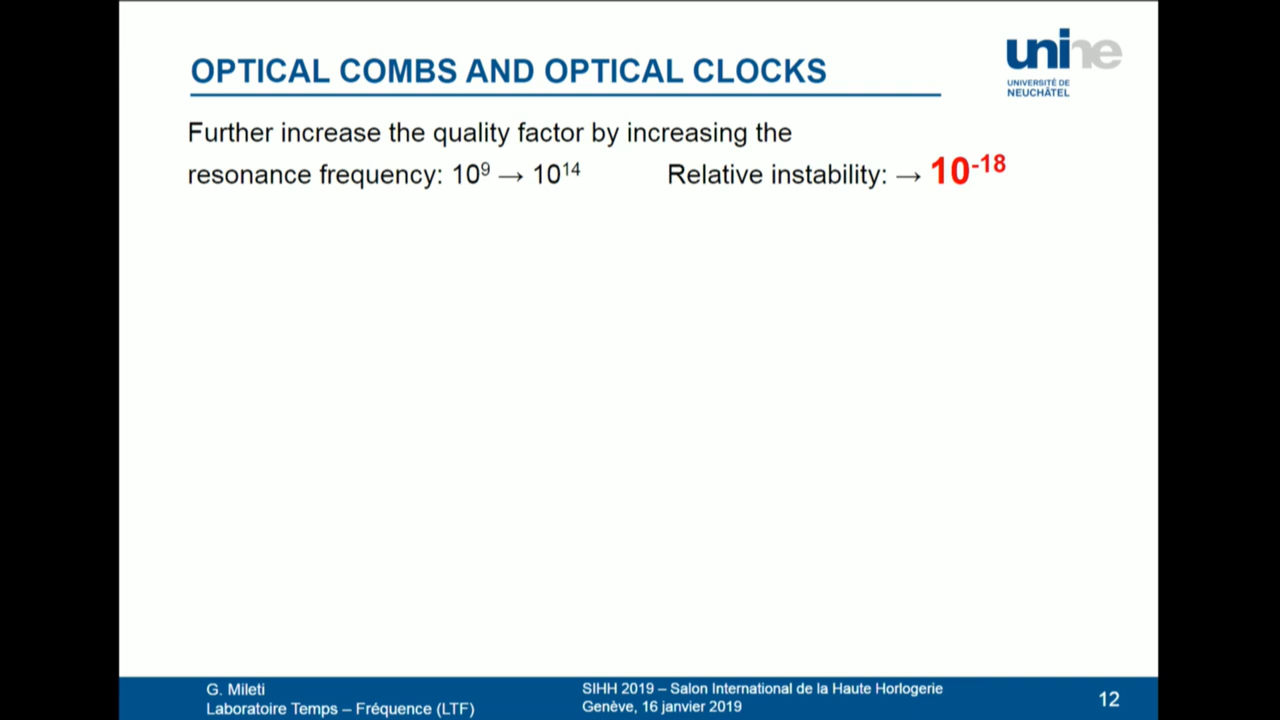 OPTICAL COMBS AND OPTICAL CLOCKS
unine
UNIVERSITÉ DE
NEUCHÂTEL
Further increase the quality factor by increasing the
resonance frequency: 10⁹ → 10¹⁴ Relative instability: → 10⁻¹⁸
G. Mileti
Laboratoire Temps – Fréquence (LTF)
SIHH 2019 – Salon International de la Haute Horlogerie
Genève, 16 janvier 2019
12